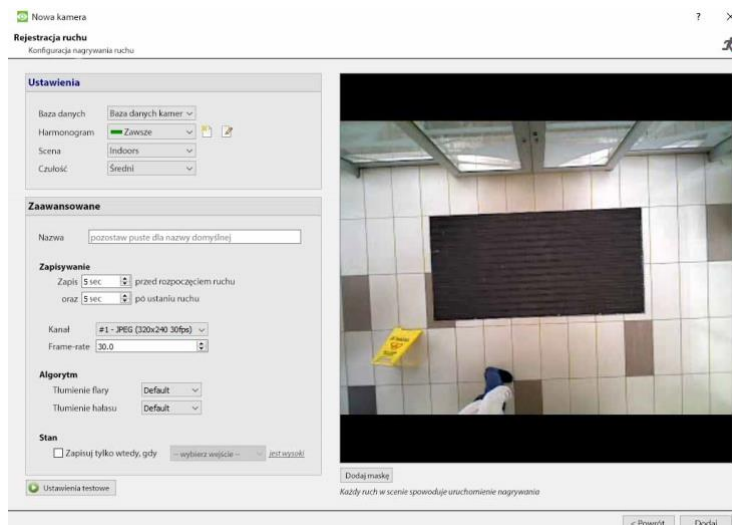 Nowa kamera
?
Rejestracja ruchu
Konfiguracja nagrywania ruchu
Ustawienia
Baza danych Baza danych kamer
Harmonogram Zawsze
Scena Indoors
Czułość Średni
Zaawansowane
Nazwa pozostaw puste dla nazwy domyślnej
Zapisywanie
Zapis 5 sec przed rozpoczęciem ruchu
oraz 5 sec po ustaniu ruchu
Kanał #1 - JPEG (320x240 30fps)
Frame-rate 30.0
Algorytm
Tłumienie flary Default
Tłumienie hałasu Default
Stan
Zapisuj tylko wtedy, gdy -- wybierz wejście -- jest wysoki
Ustawienia testowe
Dodaj maskę
Każdy ruch w scenie spowoduje uruchomienie nagrywania
< Powrót Dodaj